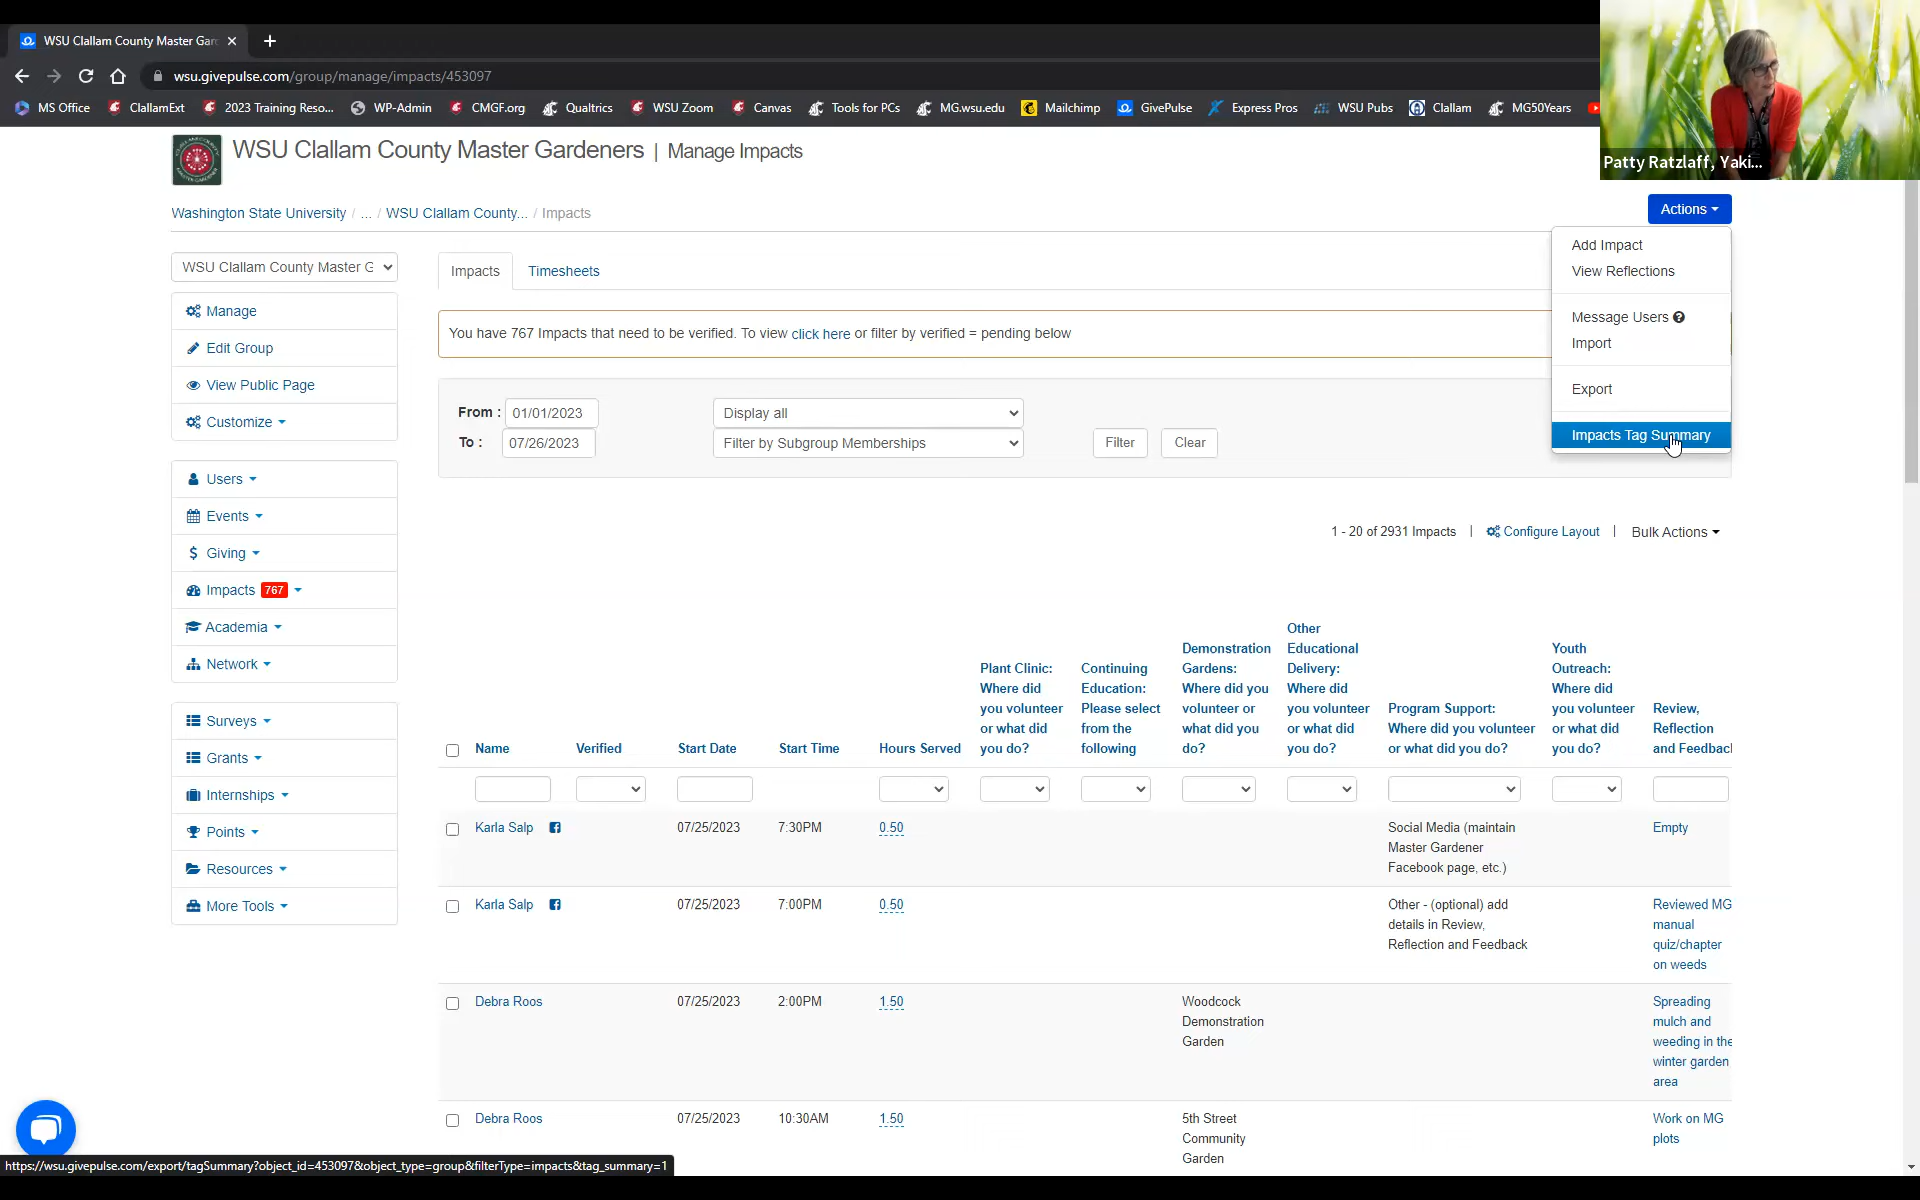 WSU Clallam County Master Gar
wsu.givepulse.com/group/manage/impacts/453097
MS Office
ClallamExt
2023 Training Reso...
WP-Admin
CMGF.org
Qualtrics
WSU Zoom
Canvas
Tools for PCs
MG.wsu.edu
Mailchimp
GivePulse
Express Pros
WSU Pubs
Clallam
MG50Years
Patty Ratzlaff, Yaki...
WSU Clallam County Master Gardeners | Manage Impacts
Washington State University / ... / WSU Clallam County... / Impacts
Actions
Add Impact
View Reflections
Message Users
Import
Export
Impacts Tag Summary
WSU Clallam County Master G
Manage
Edit Group
View Public Page
Customize
Users
Events
Giving
Impacts 767
Academia
Network
Surveys
Grants
Internships
Points
Resources
More Tools
Impacts
Timesheets
You have 767 Impacts that need to be verified. To view click here or filter by verified = pending below
From : 01/01/2023
To : 07/26/2023
Display all
Filter by Subgroup Memberships
Filter
Clear
1 - 20 of 2931 Impacts | Configure Layout | Bulk Actions
Name
Verified
Start Date
Start Time
Hours Served
Plant Clinic:
Where did
you volunteer
or what did
you do?
Continuing
Education:
Please select
from the
following
Demonstration
Gardens:
Where did you
volunteer or
what did you
do?
Other
Educational
Delivery:
Where did
you volunteer
or what did
you do?
Program Support:
Where did you volunteer
or what did you do?
Youth
Outreach:
Where did
you volunteer
or what did
you do?
Review,
Reflection
and Feedback
Karla Salp
07/25/2023
7:30PM
0.50
Social Media (maintain
Master Gardener
Facebook page, etc.)
Empty
Karla Salp
07/25/2023
7:00PM
0.50
Other - (optional) add
details in Review,
Reflection and Feedback
Reviewed MG
manual
quiz/chapter
on weeds
Debra Roos
07/25/2023
2:00PM
1.50
Woodcock
Demonstration
Garden
Spreading
mulch and
weeding in the
winter garden
area
Debra Roos
07/25/2023
10:30AM
1.50
5th Street
Community
Garden
Work on MG
plots
https://wsu.givepulse.com/export/tagSummary?object_id=453097&object_type=group&filterType=impacts&tag_summary=1